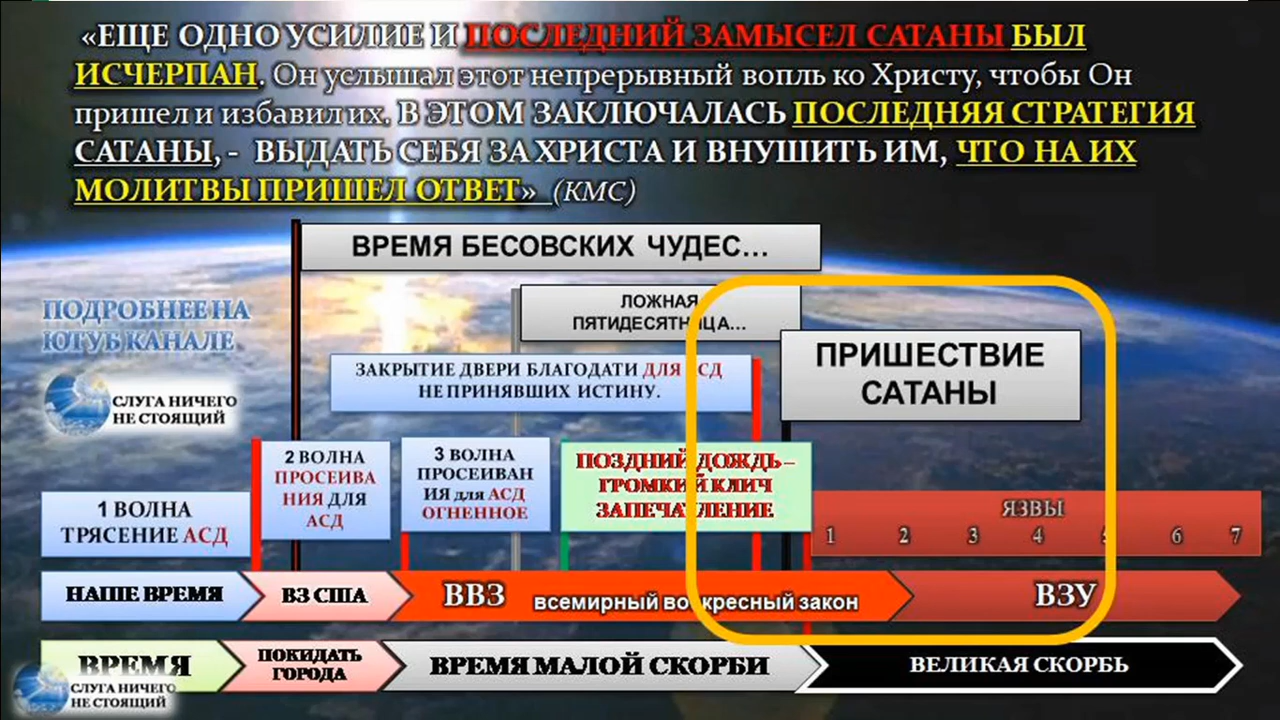 «ЕЩЕ ОДНО УСИЛИЕ И ПОСЛЕДНИЙ ЗАМЫСЕЛ САТАНЫ БЫЛ
ИСЧЕРПАН. Он услышал этот непрерывный вопль ко Христу, чтобы Он
пришел и избавил их. В ЭТОМ ЗАКЛЮЧАЛАСЬ ПОСЛЕДНЯЯ СТРАТЕГИЯ
САТАНЫ, - ВЫДАТЬ СЕБЯ ЗА ХРИСТА И ВНУШИТЬ ИМ, ЧТО НА ИХ
МОЛИТВЫ ПРИШЕЛ ОТВЕТ» (КМС)
ВРЕМЯ БЕСОВСКИХ ЧУДЕС...
ЛОЖНАЯ
ПЯТИДЕСЯТНИЦА...
ПОДРОБНЕЕ НА
ЮТУБ КАНАЛЕ
СЛУГА НИЧЕГО
НЕ СТОЯЩИЙ
ЗАКРЫТИЕ ДВЕРИ БЛАГОДАТИ ДЛЯ АСД
НЕ ПРИНЯВШИХ ИСТИНУ.
ПРИШЕСТВИЕ
САТАНЫ
1 ВОЛНА
ТРЯСЕНИЕ АСД
2 ВОЛНА
ПРОСЕИВА
НИЯ ДЛЯ
АСД
3 ВОЛНА
ПРОСЕИВАН
ИЯ для АСД
ОГНЕННОЕ
ПОЗДНИЙ ДОЖДЬ –
ГРОМКИЙ КЛИЧ
ЗАПЕЧАТЛЕНИЕ
ЯЗВЫ
1 2 3 4 5 6 7
НАШЕ ВРЕМЯ
ВЗ США
ВВЗ всемирный воскресный закон
ВЗУ
ВРЕМЯ
ПОКИДАТЬ
ГОРОДА
ВРЕМЯ МАЛОЙ СКОРБИ
ВЕЛИКАЯ СКОРБЬ
СЛУГА НИЧЕГО
НЕ СТОЯЩИЙ